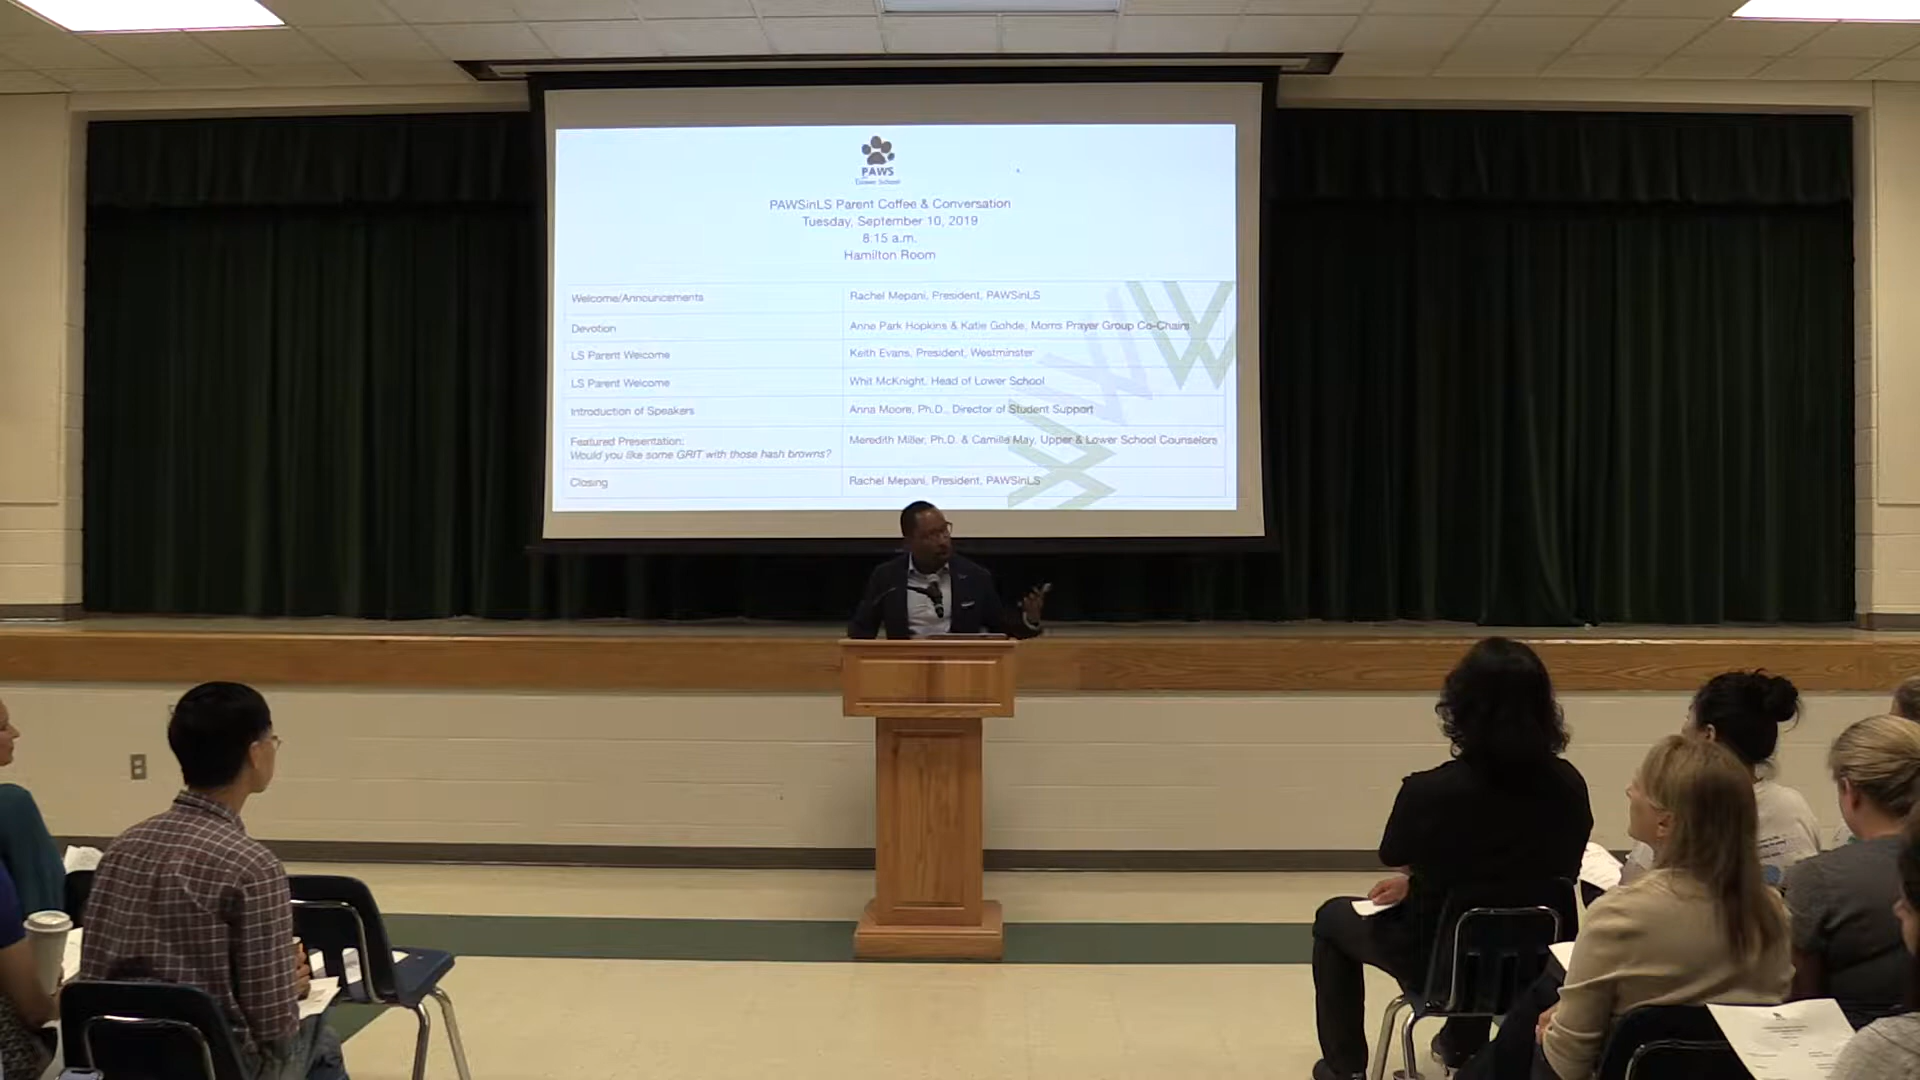 PAWS
Lower School
PAWSinLS Parent Coffee & Conversation
Tuesday, September 10, 2019
8:15 a.m.
Hamilton Room
Welcome/Announcements
Rachel Mepani, President, PAWSinLS
Devotion
Anne Park Hopkins & Katie Gohde, Morris Prayer Group Co-Chairs
LS Parent Welcome
Keith Evans, President, Westminster
LS Parent Welcome
Whit McKnight, Head of Lower School
Introduction of Speakers
Anna Moore, Ph.D., Director of Student Support
Featured Presentation:
Would you like some GRIT with those hash browns?
Meredith Miller, Ph.D. & Camille May, Upper & Lower School Counselors
Closing
Rachel Mepani, President, PAWSinLS